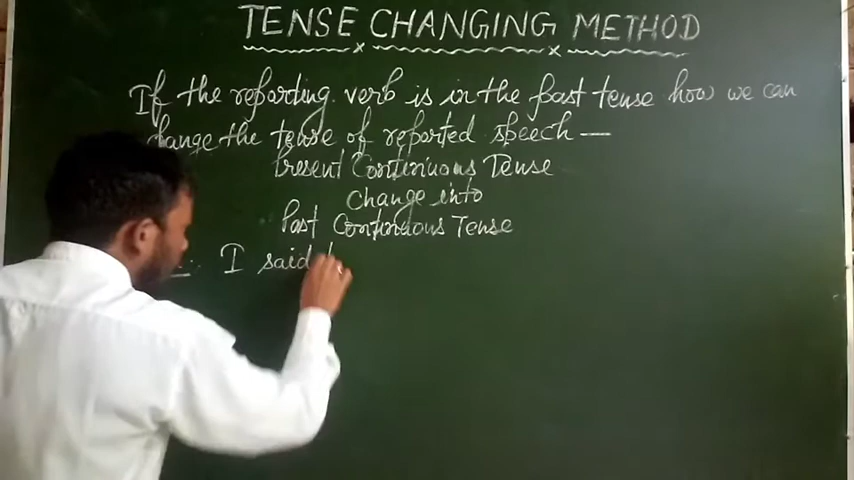 TENSE CHANGING METHOD
If the reporting verb is in the past tense how we can
change the tense of reported speech —
Present Continuous Tense
change into
Past Continuous Tense
I said